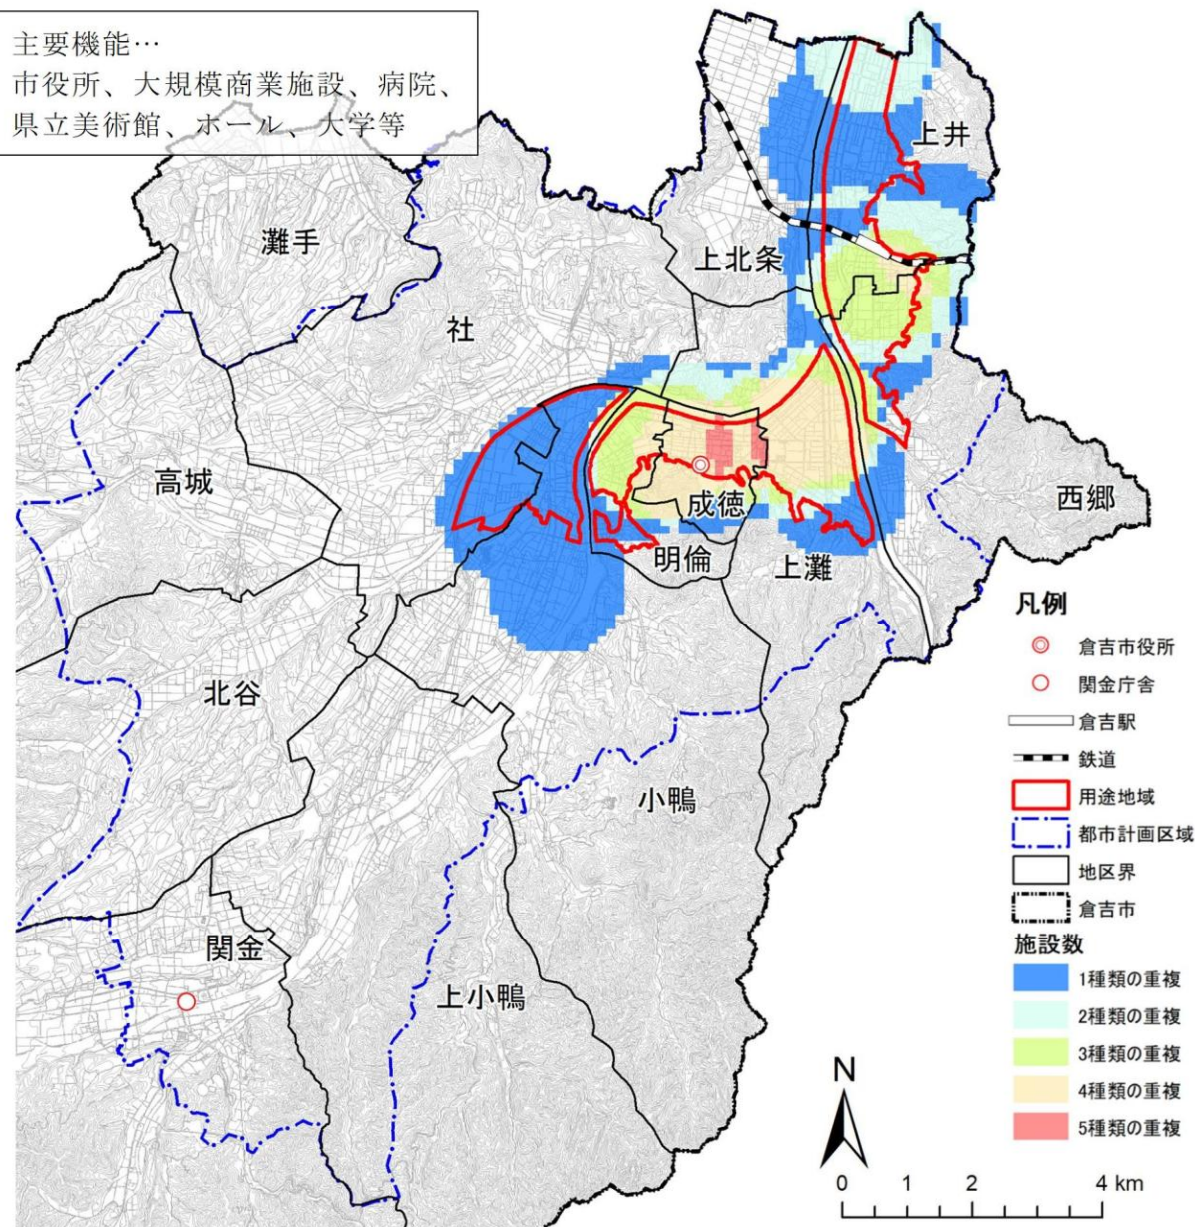 主要機能…
市役所、大規模商業施設、病院、
県立美術館、ホール、大学等
上井
灘手
上北条
社
高城
西郷
成徳
明倫
上灘
北谷
小鴨
関金
上小鴨
凡例
倉吉市役所
関金庁舎
倉吉駅
鉄道
用途地域
都市計画区域
地区界
倉吉市
施設数
1種類の重複
2種類の重複
3種類の重複
4種類の重複
5種類の重複
N
0 1 2 4 km